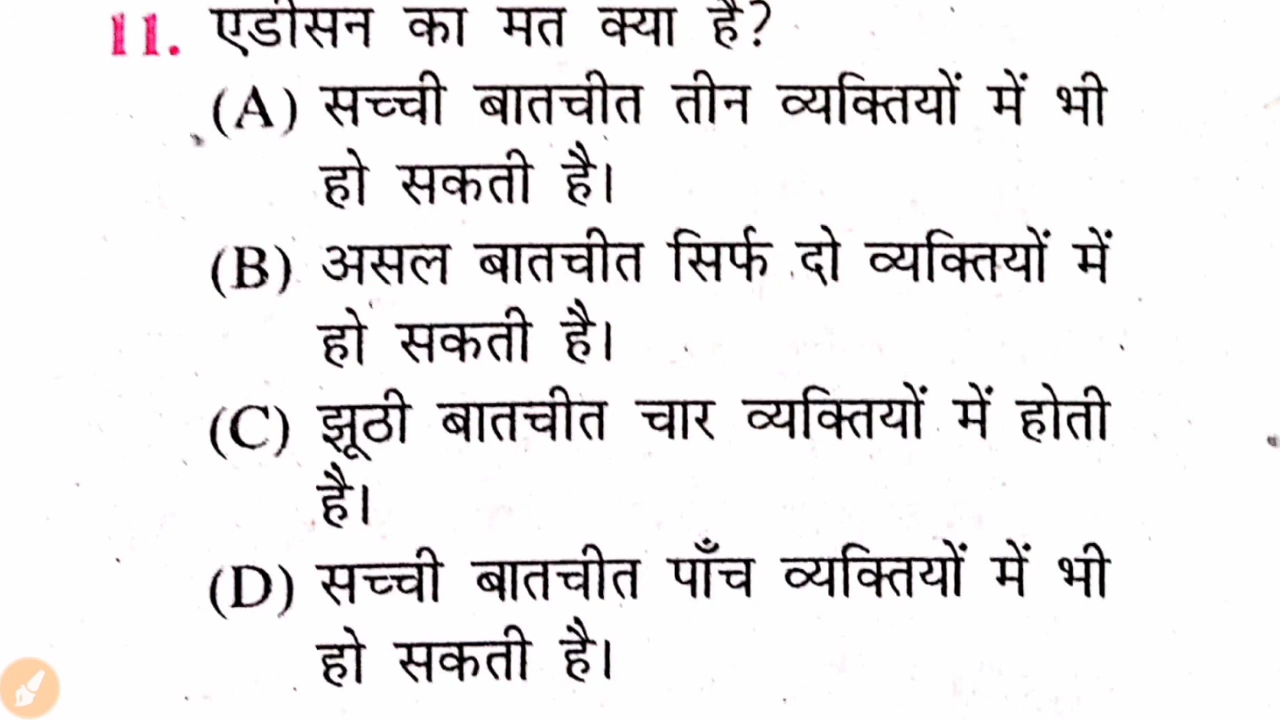 11. एडीसन का मत क्या है?
(A) सच्ची बातचीत तीन व्यक्तियों में भी
हो सकती है।
(B) असल बातचीत सिर्फ दो व्यक्तियों में
हो सकती है।
(C) झूठी बातचीत चार व्यक्तियों में होती
है।
(D) सच्ची बातचीत पाँच व्यक्तियों में भी
हो सकती है।